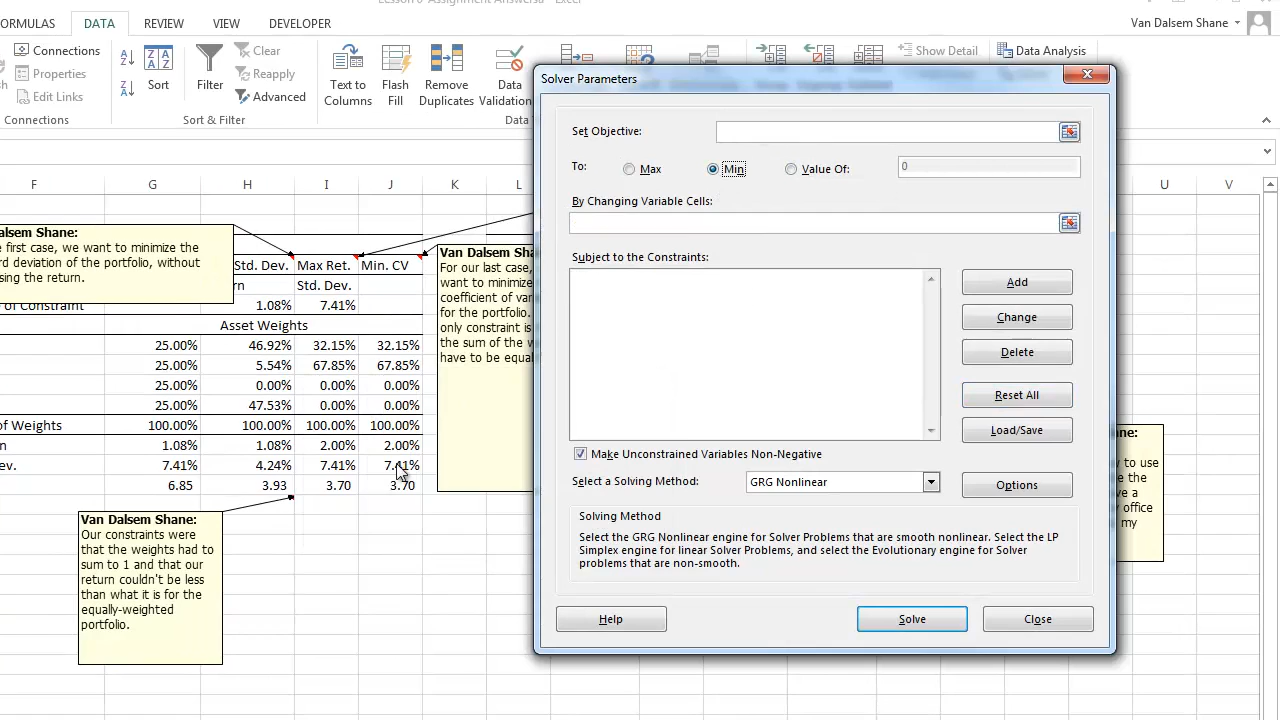 Lesson 6 Assignment Answersa - Excel
ORMULAS DATA REVIEW VIEW DEVELOPER
Van Dalsem Shane
Connections
Properties
Edit Links
Connections
Sort
Filter
Clear
Reapply
Advanced
Sort & Filter
Text to
Columns
Flash
Fill
Remove
Duplicates
Data
Validation
Show Detail
Data Analysis
F G H I J K L U V
alsem Shane:
e first case, we want to minimize the
rd deviation of the portfolio, without
sing the return.
Std. Dev. Max Ret. Min. CV
rn Std. Dev.
e of Constraint 1.08% 7.41%
Asset Weights
25.00% 46.92% 32.15% 32.15%
25.00% 5.54% 67.85% 67.85%
25.00% 0.00% 0.00% 0.00%
25.00% 47.53% 0.00% 0.00%
of Weights 100.00% 100.00% 100.00% 100.00%
n 1.08% 1.08% 2.00% 2.00%
ev. 7.41% 4.24% 7.41% 7.41%
6.85 3.93 3.70 3.70
Van Dalsem Sha
For our last case,
want to minimize
coefficient of var
for the portfolio.
only constraint is
the sum of the w
have to be equa
Van Dalsem Shane:
Our constraints were
that the weights had to
sum to 1 and that our
return couldn't be less
than what it is for the
equally-weighted
portfolio.
ne:
y to use
e the
ve a
y office
my
Solver Parameters
Set Objective:
To: Max Min Value Of: 0
By Changing Variable Cells:
Subject to the Constraints:
Add
Change
Delete
Reset All
Load/Save
Make Unconstrained Variables Non-Negative
Select a Solving Method: GRG Nonlinear
Options
Solving Method
Select the GRG Nonlinear engine for Solver Problems that are smooth nonlinear. Select the LP
Simplex engine for linear Solver Problems, and select the Evolutionary engine for Solver
problems that are non-smooth.
Help
Solve
Close